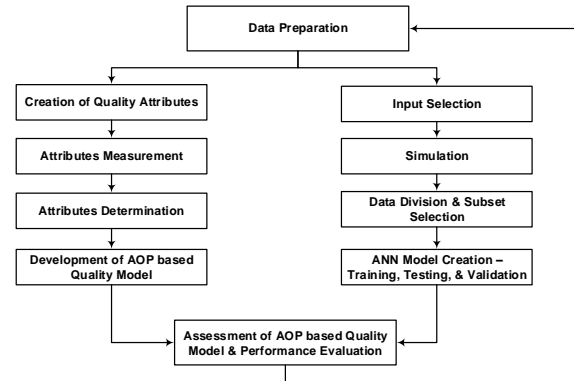 Data Preparation
Creation of Quality Attributes
Attributes Measurement
Attributes Determination
Development of AOP based
Quality Model
Input Selection
Simulation
Data Division & Subset
Selection
ANN Model Creation –
Training, Testing, & Validation
Assessment of AOP based Quality
Model & Performance Evaluation